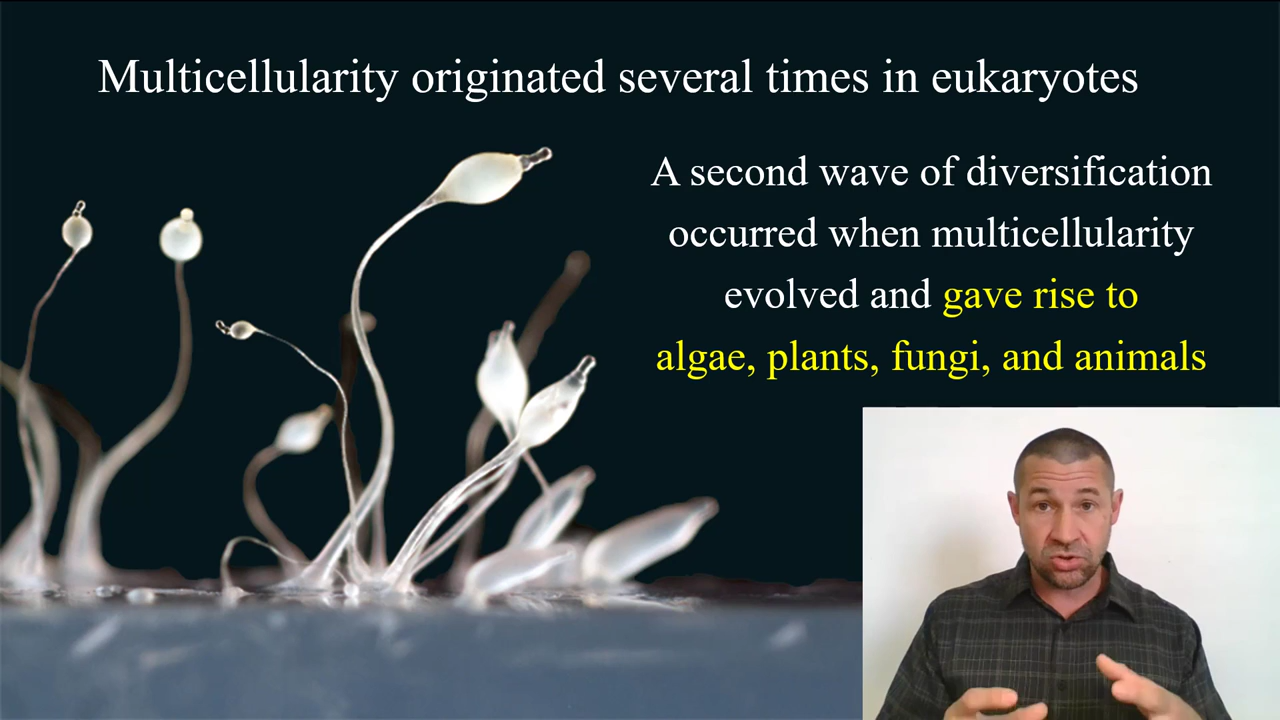 Multicellularity originated several times in eukaryotes
A second wave of diversification
occurred when multicellularity
evolved and gave rise to
algae, plants, fungi, and animals